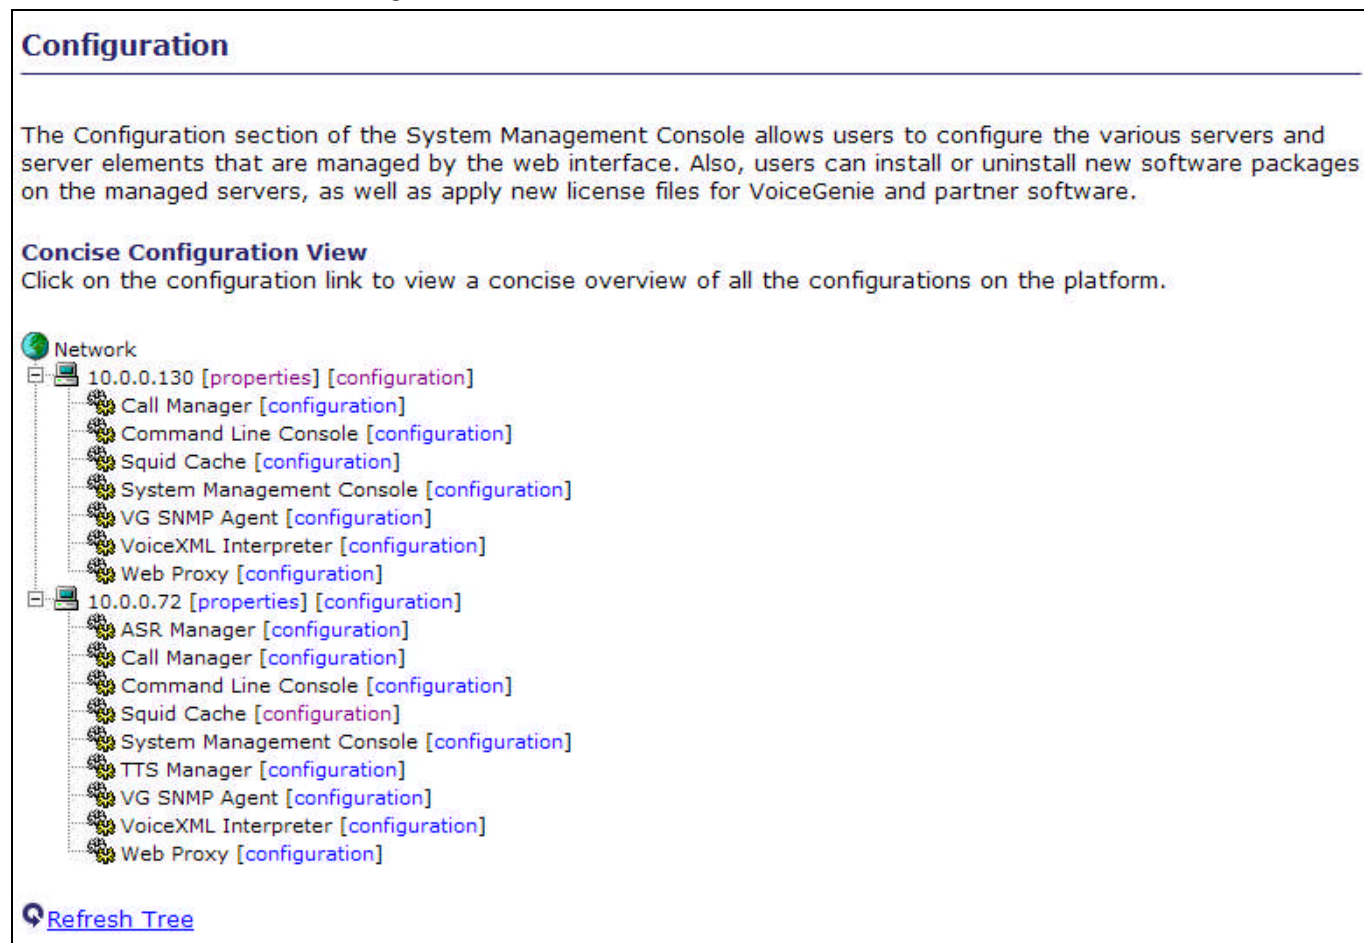 Configuration
The Configuration section of the System Management Console allows users to configure the various servers and
server elements that are managed by the web interface. Also, users can install or uninstall new software packages
on the managed servers, as well as apply new license files for VoiceGenie and partner software.
Concise Configuration View
Click on the configuration link to view a concise overview of all the configurations on the platform.
Network
10.0.0.130 [properties] [configuration]
Call Manager [configuration]
Command Line Console [configuration]
Squid Cache [configuration]
System Management Console [configuration]
VG SNMP Agent [configuration]
VoiceXML Interpreter [configuration]
Web Proxy [configuration]
10.0.0.72 [properties] [configuration]
ASR Manager [configuration]
Call Manager [configuration]
Command Line Console [configuration]
Squid Cache [configuration]
System Management Console [configuration]
TTS Manager [configuration]
VG SNMP Agent [configuration]
VoiceXML Interpreter [configuration]
Web Proxy [configuration]
Refresh Tree